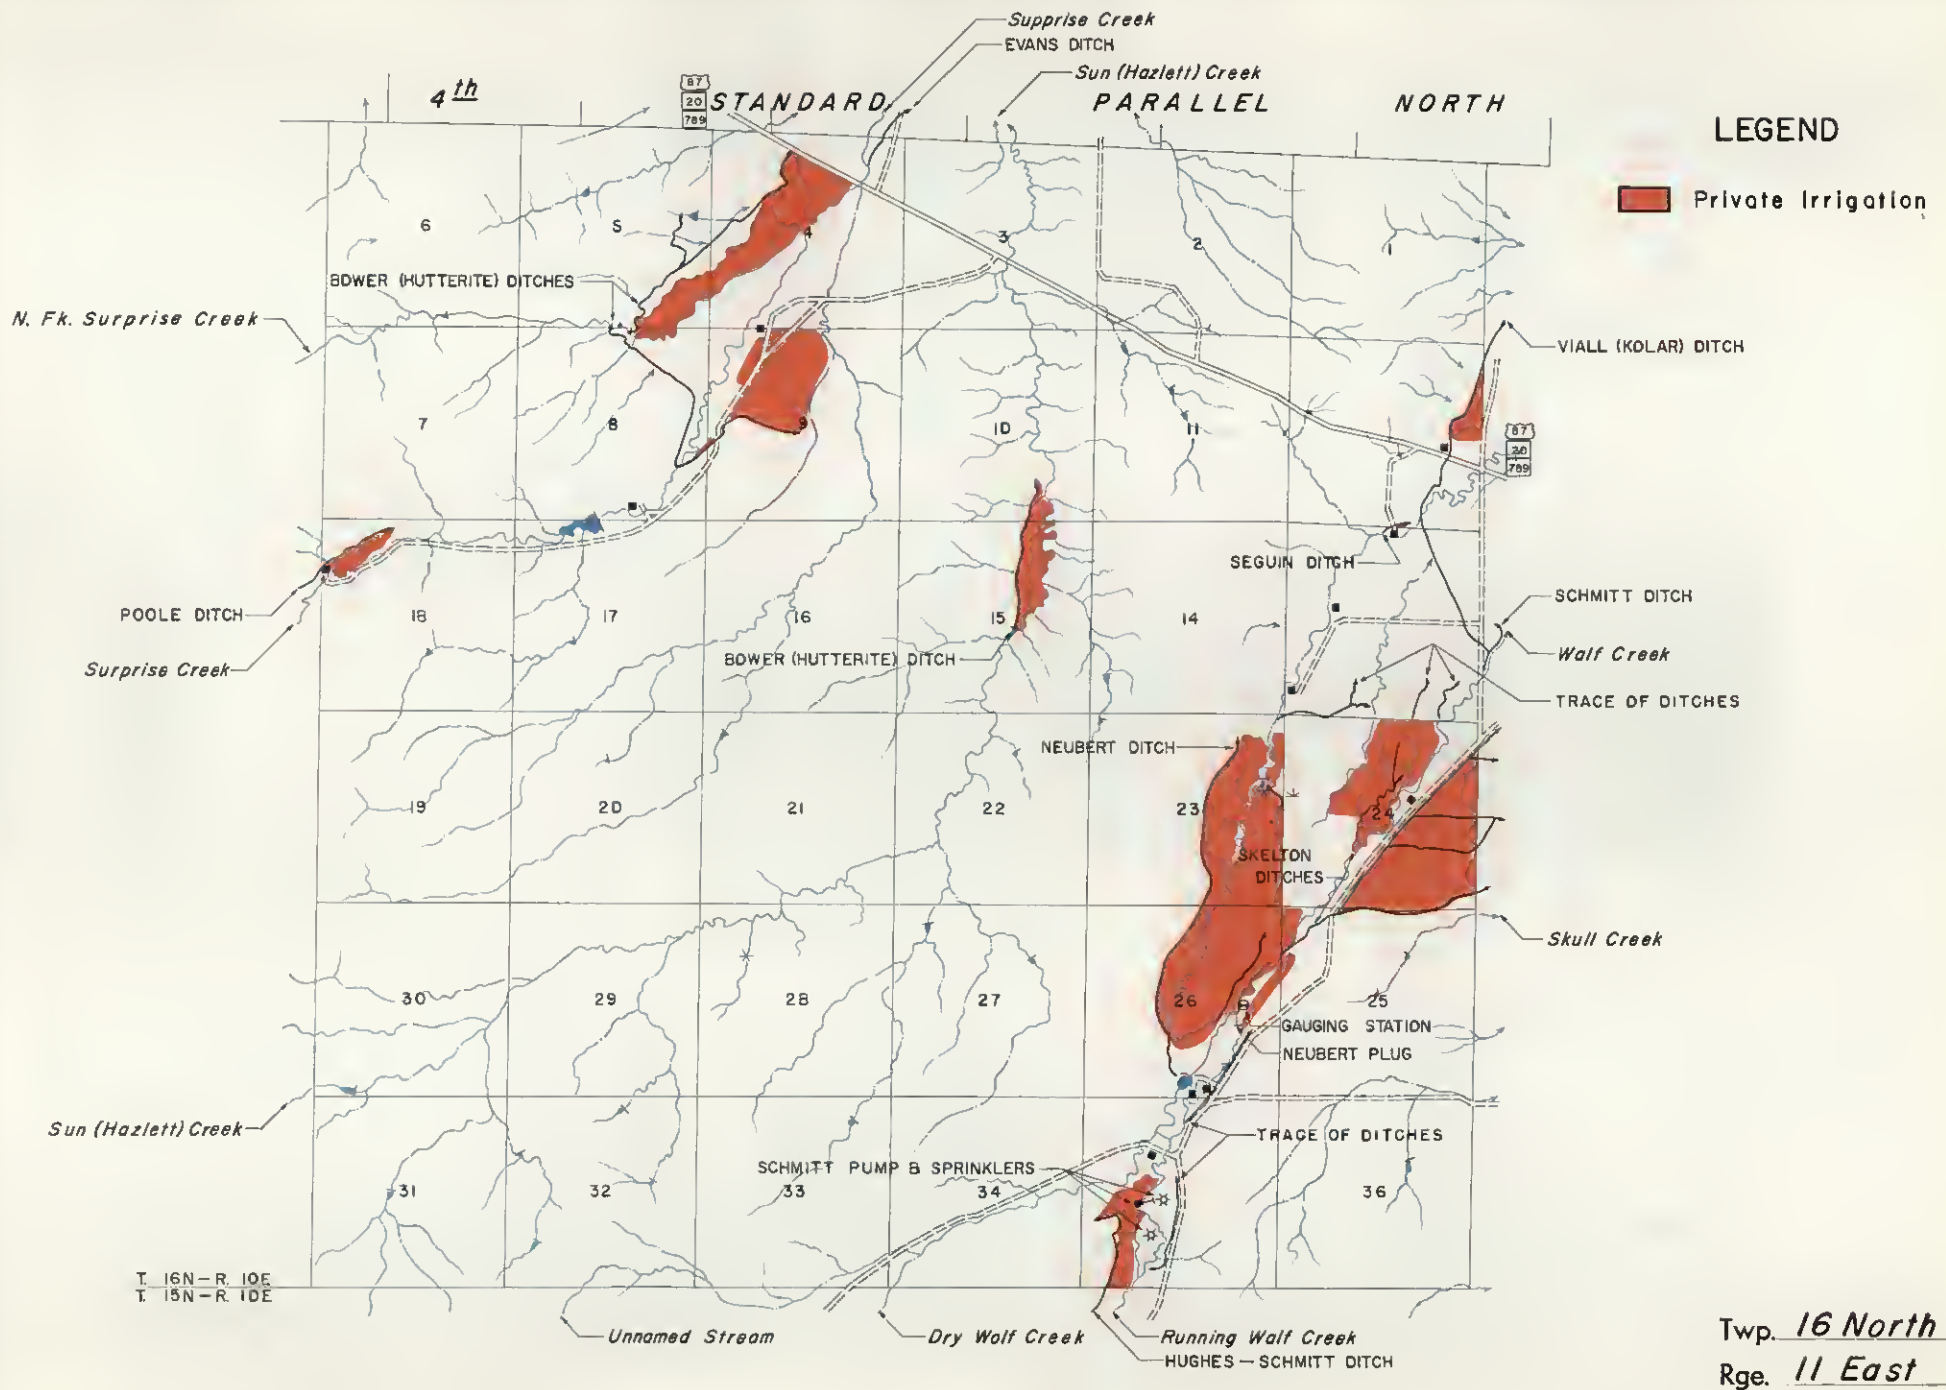 Supprise Creek
EVANS DITCH
Sun (Hazlett) Creek
4th STANDARD PARALLEL NORTH
87
20
789
LEGEND
Private Irrigation
6
5
4
3
2
1
BOWER (HUTTERITE) DITCHES
N. Fk. Surprise Creek
VIALL (KOLAR) DITCH
7
8
9
10
11
87
20
789
SEGUIN DITCH
POOLE DITCH
18
17
16
15
14
SCHMITT DITCH
Surprise Creek
BOWER (HUTTERITE) DITCH
Walf Creek
TRACE OF DITCHES
NEUBERT DITCH
19
20
21
22
23
24
SKELTON
DITCHES
Skull Creek
30
29
28
27
26
25
GAUGING STATION
NEUBERT PLUG
Sun (Hazlett) Creek
TRACE OF DITCHES
SCHMITT PUMP & SPRINKLERS
31
32
33
34
36
T. 16N-R. 10E
T. 15N-R. 10E
Unnamed Stream
Dry Wolf Creek
Running Walf Creek
HUGHES-SCHMITT DITCH
Twp. 16 North
Rge. 11 East